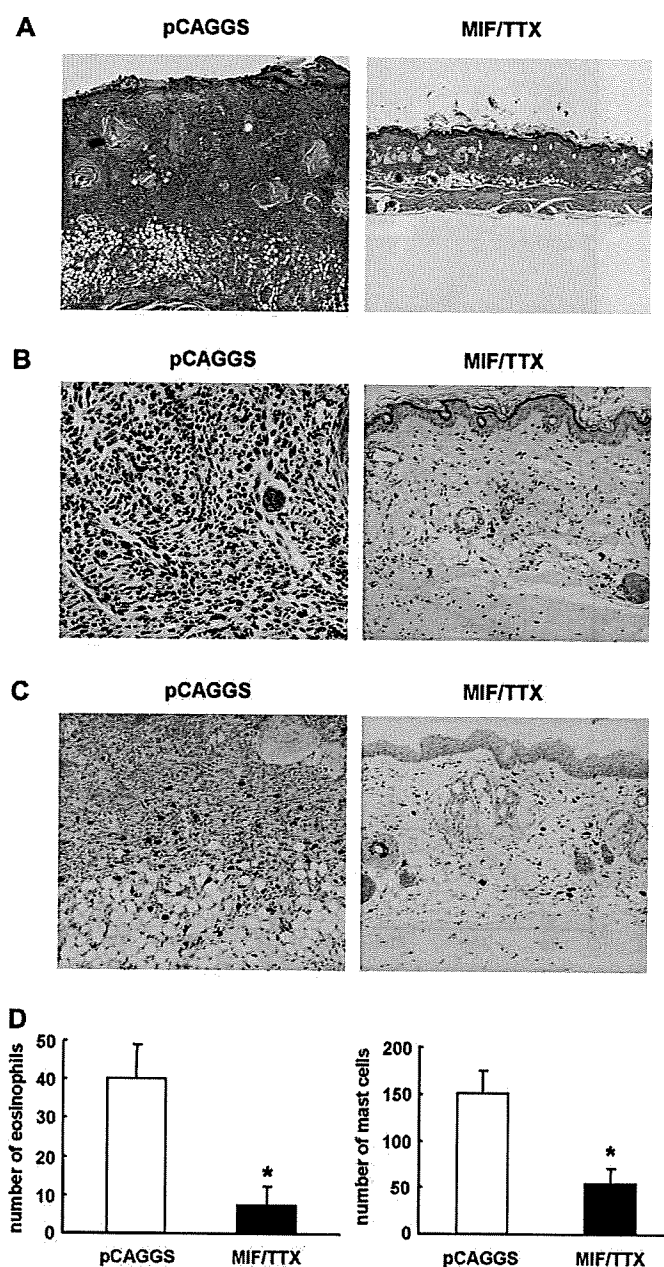 A
pCAGGS MIF/TTX
B
pCAGGS MIF/TTX
C
pCAGGS MIF/TTX
D
number of eosinophils
50
40
30
20
10
0
*
pCAGGS MIF/TTX
number of mast cells
200
150
100
50
0
*
pCAGGS MIF/TTX